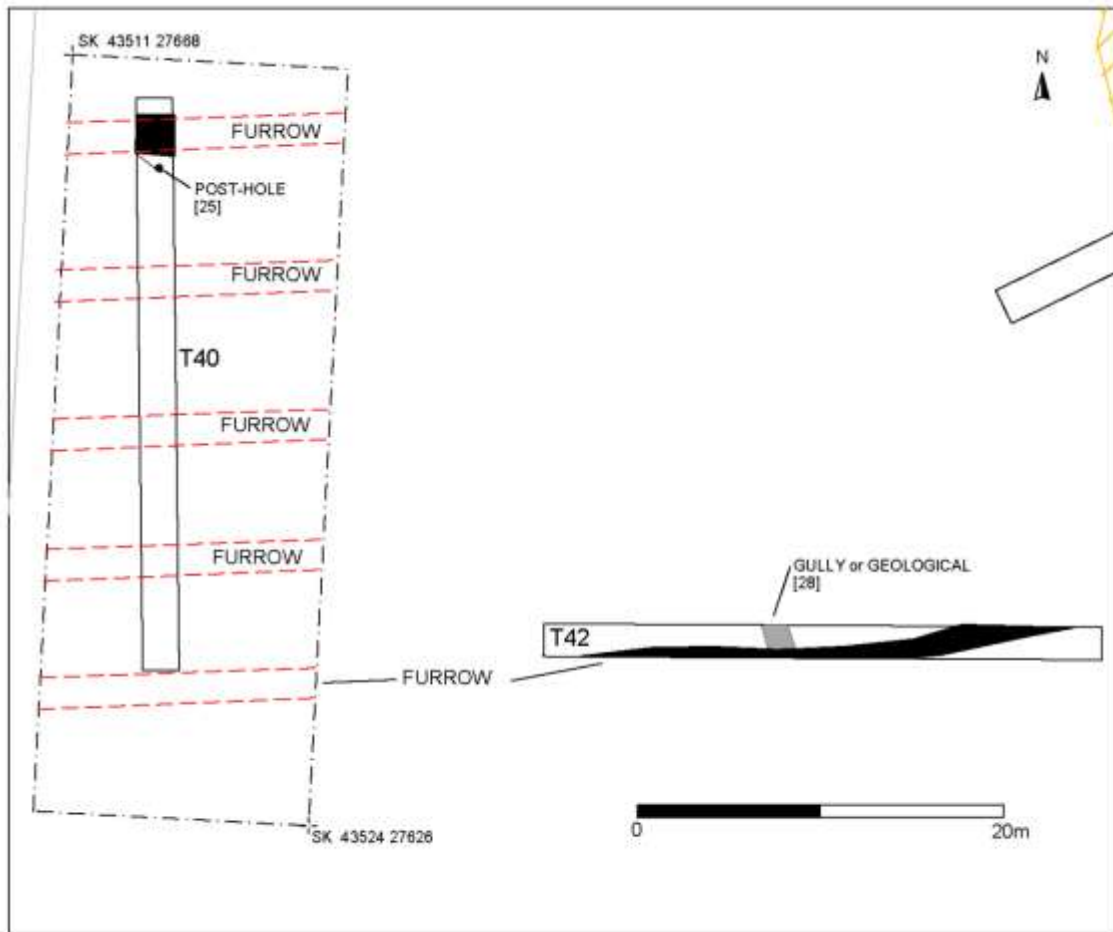 SK 43511 27668
N
FURROW
POST-HOLE
[25]
FURROW
T40
FURROW
FURROW
GULLY or GEOLOGICAL
[28]
T42
FURROW
0
20m
SK 43524 27626